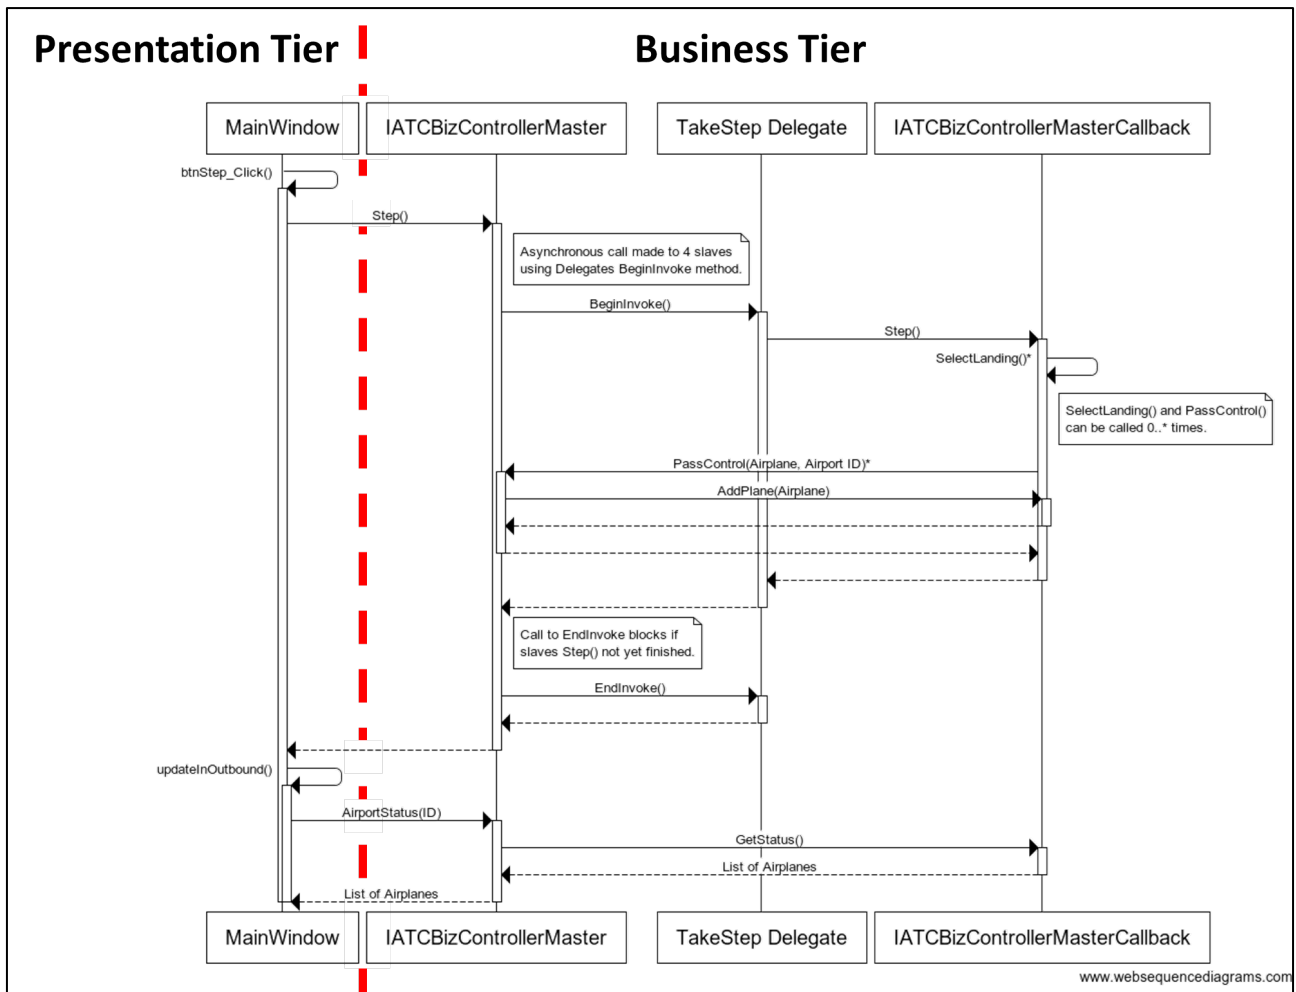 Presentation Tier
Business Tier
MainWindow
IATCBizControllerMaster
TakeStep Delegate
IATCBizControllerMasterCallback
btnStep_Click()
Step()
Asynchronous call made to 4 slaves
using Delegates BeginInvoke method.
BeginInvoke()
Step()
SelectLanding()*
SelectLanding() and PassControl()
can be called 0..* times.
PassControl(Airplane, Airport ID)*
AddPlane(Airplane)
Call to EndInvoke blocks if
slaves Step() not yet finished.
EndInvoke()
updateInOutbound()
AirportStatus(ID)
GetStatus()
List of Airplanes
List of Airplanes
MainWindow
IATCBizControllerMaster
TakeStep Delegate
IATCBizControllerMasterCallback
www.websequencediagrams.com